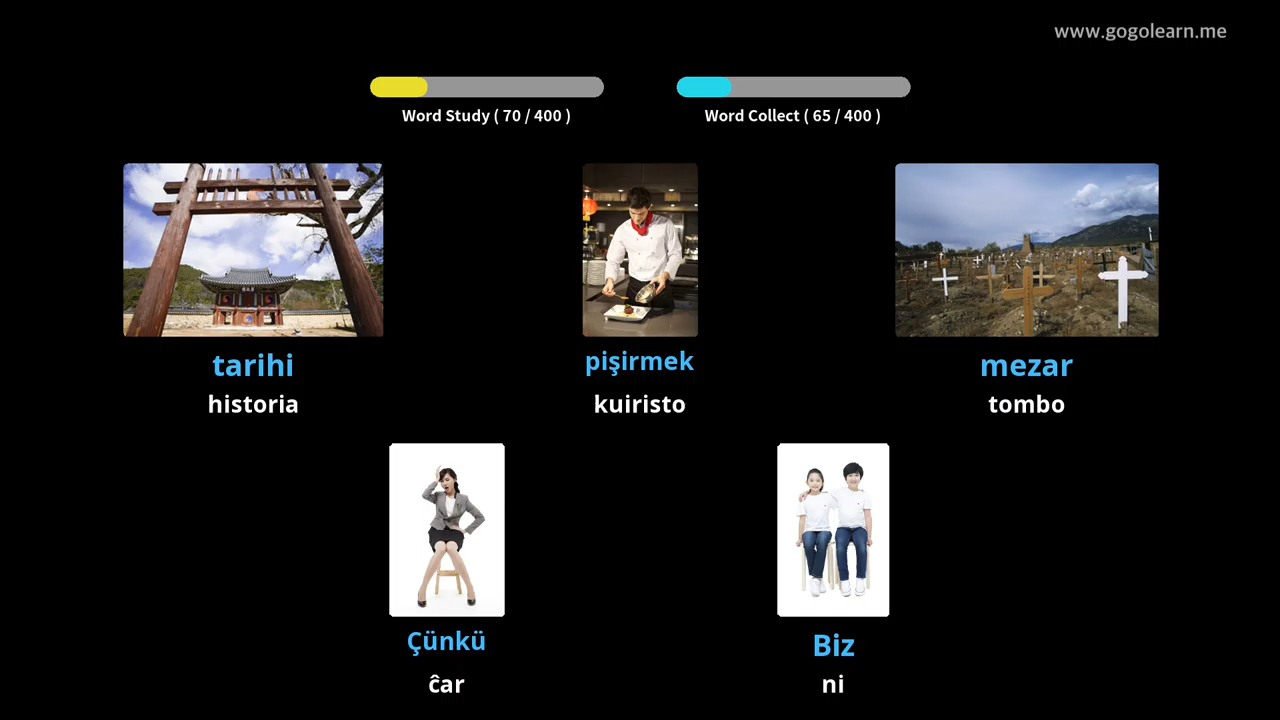 www.gogolearn.me
Word Study ( 70 / 400 )
Word Collect ( 65 / 400 )
tarihi
historia
pişirmek
kuiristo
mezar
tombo
Çünkü
ĉar
Biz
ni